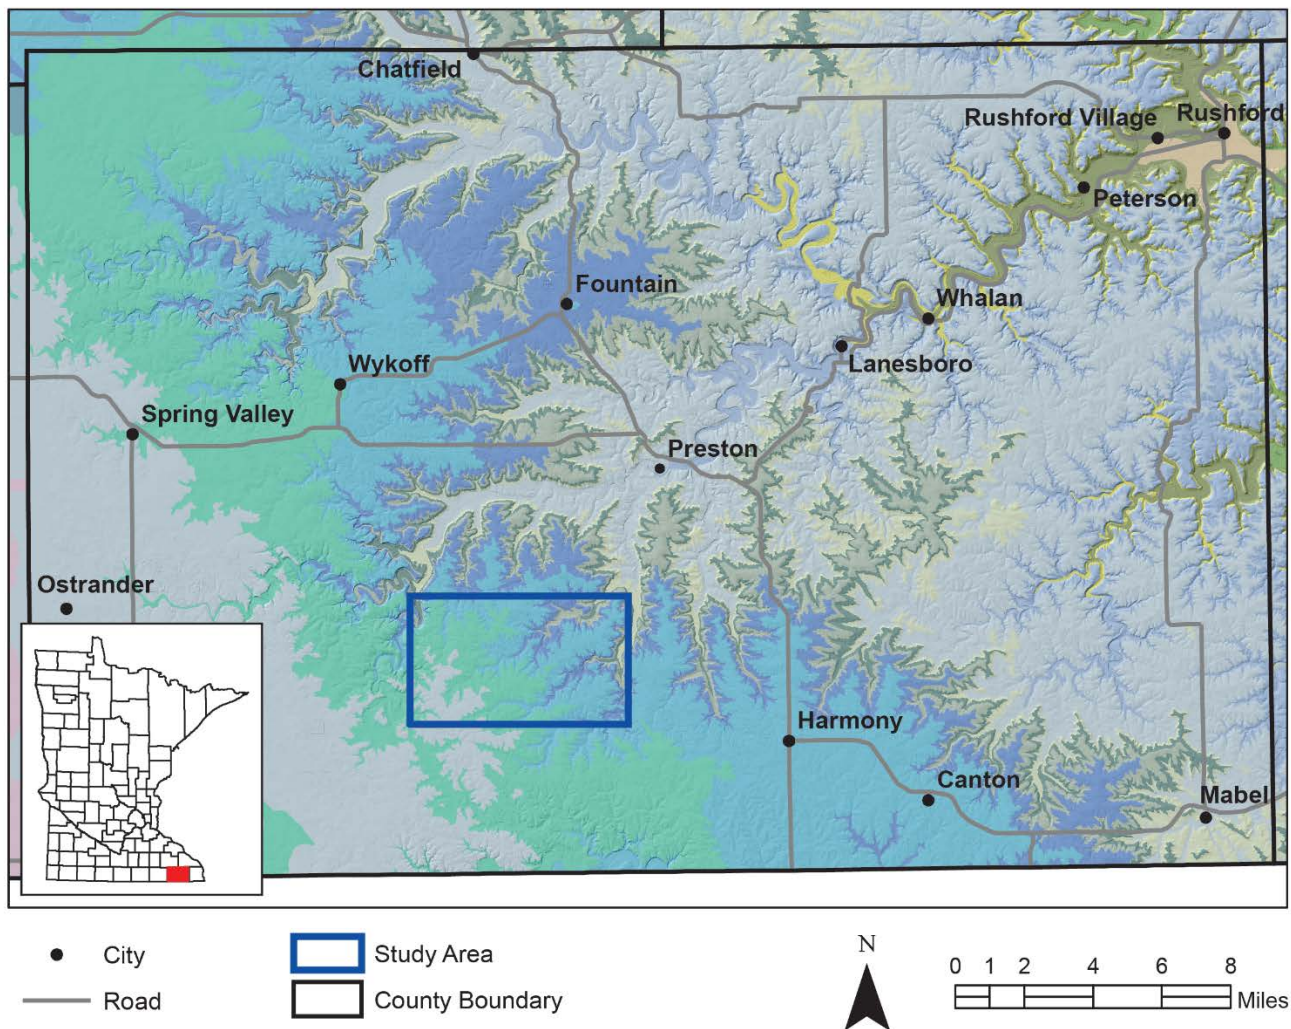 Chatfield
Rushford Village
Rushford
Peterson
Fountain
Whalan
Wykoff
Lanesboro
Spring Valley
Preston
Ostrander
Harmony
Canton
Mabel
City
Study Area
N
0 1 2 4 6 8
Road
County Boundary
Miles